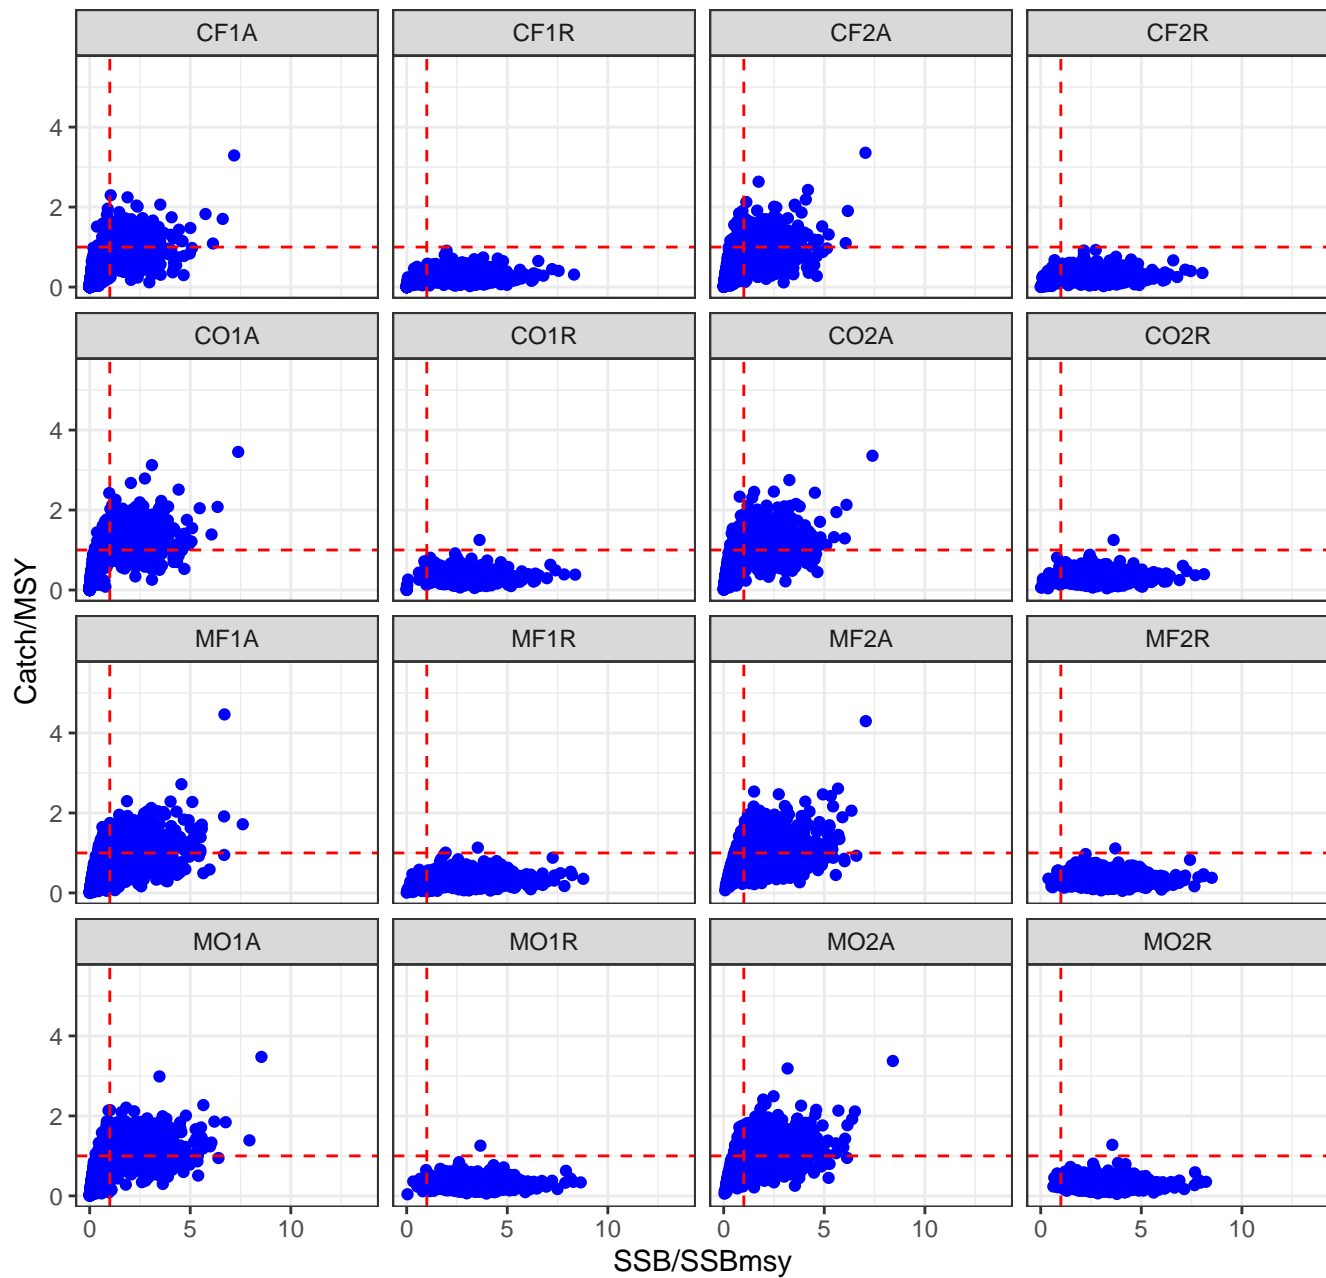 CF1A CF1R CF2A CF2R
4
2
0
CO1A CO1R CO2A CO2R
4
2
0
MF1A MF1R MF2A MF2R
4
2
0
MO1A MO1R MO2A MO2R
4
2
0
0 5 10 0 5 10 0 5 10 0 5 10
SSB/SSBmsy
Catch/MSY